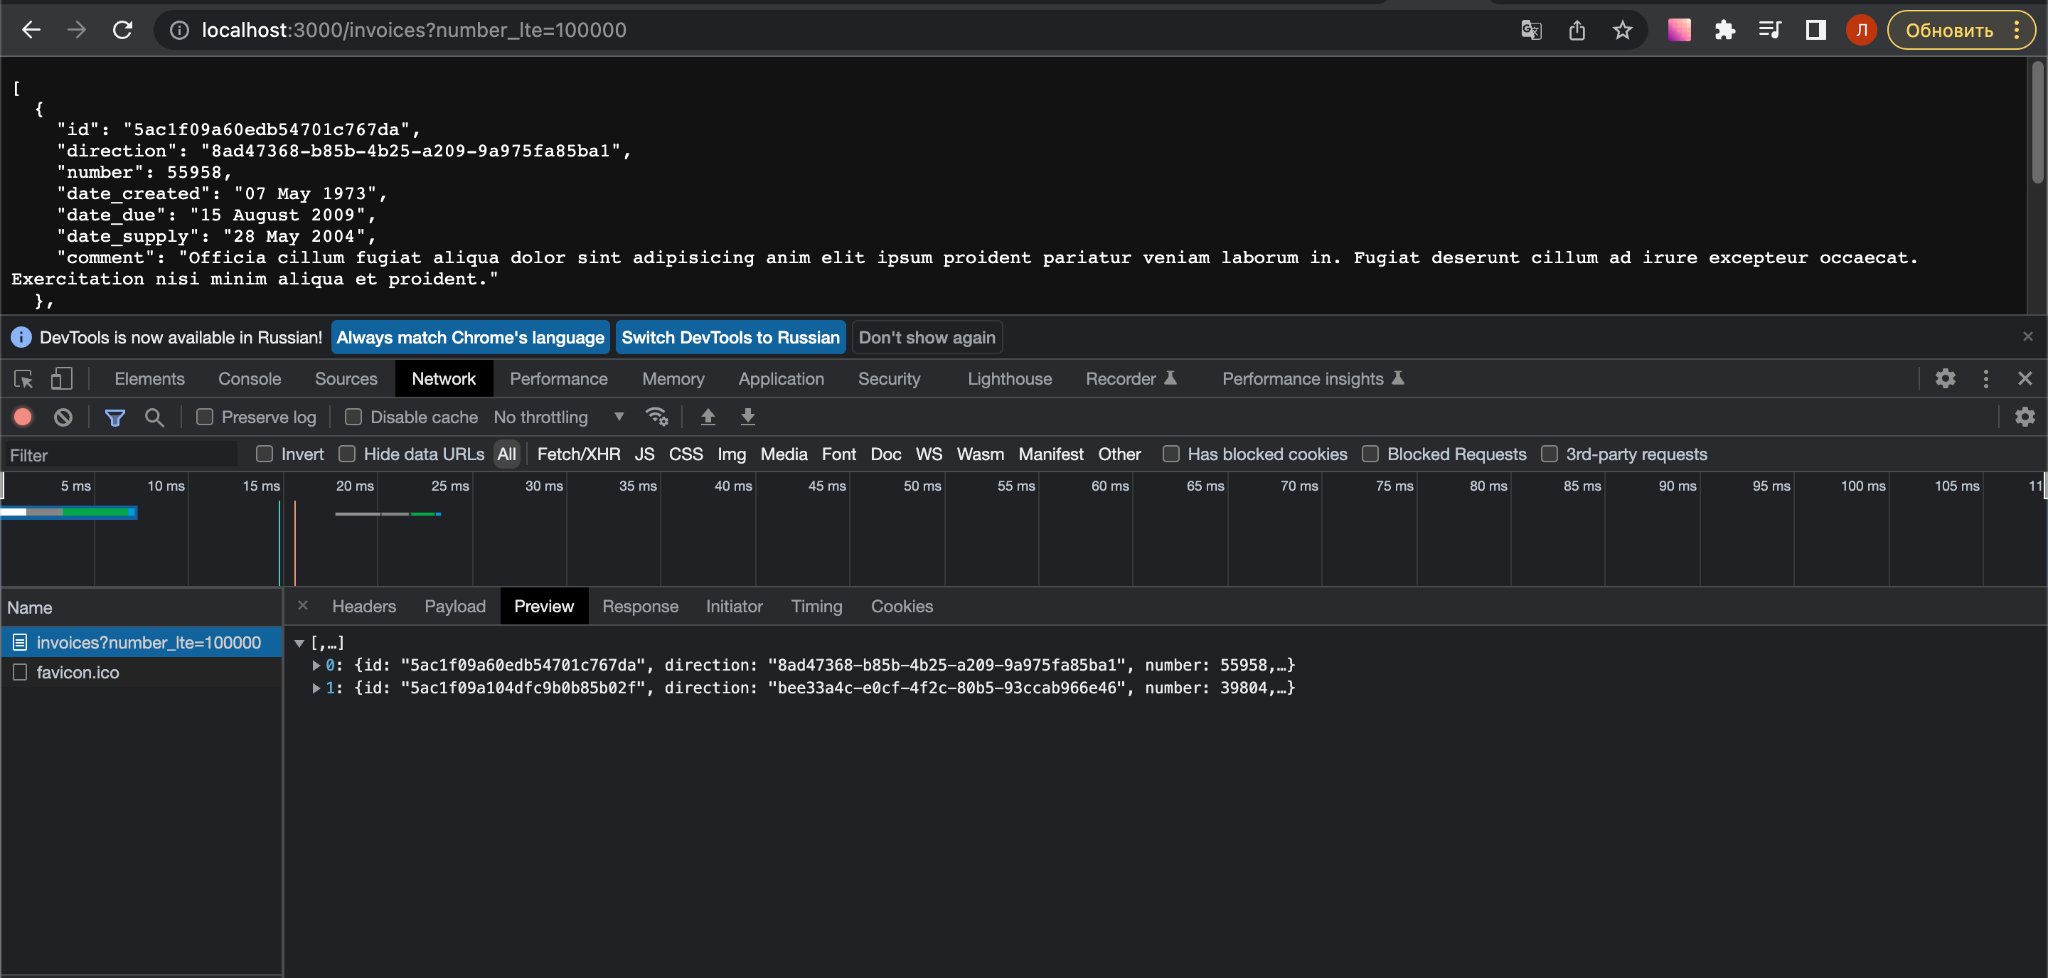 localhost:3000/invoices?number_lte=100000
Л
Обновить
[
{
"id": "5ac1f09a60edb54701c767da",
"direction": "8ad47368-b85b-4b25-a209-9a975fa85ba1",
"number": 55958,
"date_created": "07 May 1973",
"date_due": "15 August 2009",
"date_supply": "28 May 2004",
"comment": "Officia cillum fugiat aliqua dolor sint adipisicing anim elit ipsum proident pariatur veniam laborum in. Fugiat deserunt cillum ad irure excepteur occaecat.
Exercitation nisi minim aliqua et proident."
},
DevTools is now available in Russian! Always match Chrome's language Switch DevTools to Russian Don't show again
Elements Console Sources Network Performance Memory Application Security Lighthouse Recorder Performance insights
Preserve log Disable cache No throttling
Filter Invert Hide data URLs All Fetch/XHR JS CSS Img Media Font Doc WS Wasm Manifest Other Has blocked cookies Blocked Requests 3rd-party requests
5 ms 10 ms 15 ms 20 ms 25 ms 30 ms 35 ms 40 ms 45 ms 50 ms 55 ms 60 ms 65 ms 70 ms 75 ms 80 ms 85 ms 90 ms 95 ms 100 ms 105 ms 11
Name
invoices?number_lte=100000
favicon.ico
Headers Payload Preview Response Initiator Timing Cookies
[,…]
0: {id: "5ac1f09a60edb54701c767da", direction: "8ad47368-b85b-4b25-a209-9a975fa85ba1", number: 55958,…}
1: {id: "5ac1f09a104dfc9b0b85b02f", direction: "bee33a4c-e0cf-4f2c-80b5-93ccab966e46", number: 39804,…}